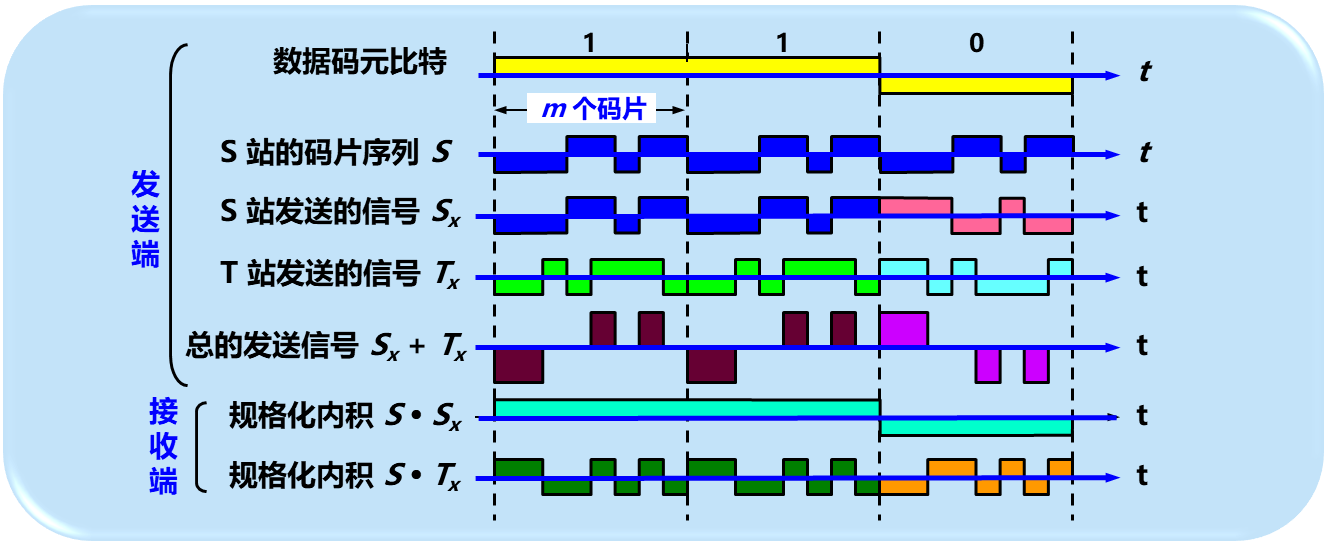 1 1 0
数据码元比特 t
m 个码片
S 站的码片序列 S t
S 站发送的信号 Sx t
T 站发送的信号 Tx t
总的发送信号 Sx + Tx t
规格化内积 S • Sx t
规格化内积 S • Tx t
发送端
接收端